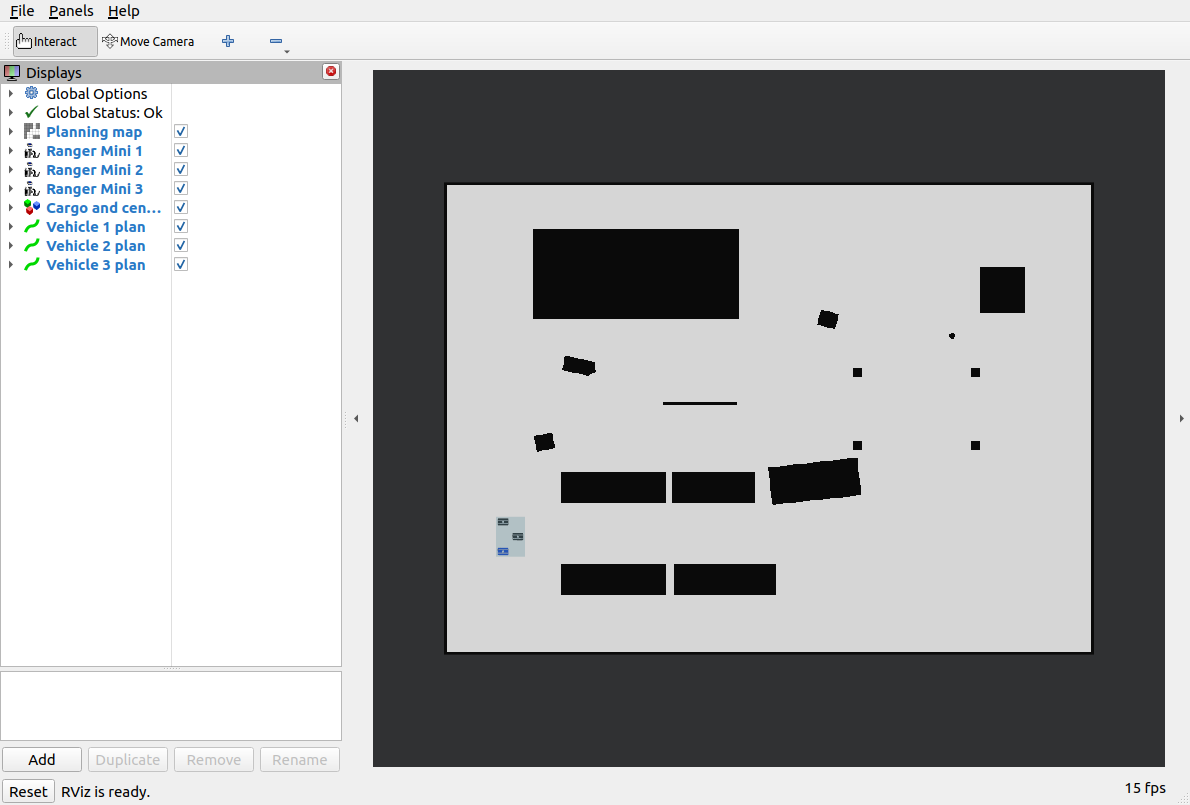 File Panels Help
Interact Move Camera
Displays
Global Options
Global Status: Ok
Planning map
Ranger Mini 1
Ranger Mini 2
Ranger Mini 3
Cargo and cen...
Vehicle 1 plan
Vehicle 2 plan
Vehicle 3 plan
Add Duplicate Remove Rename
Reset RViz is ready. 15 fps